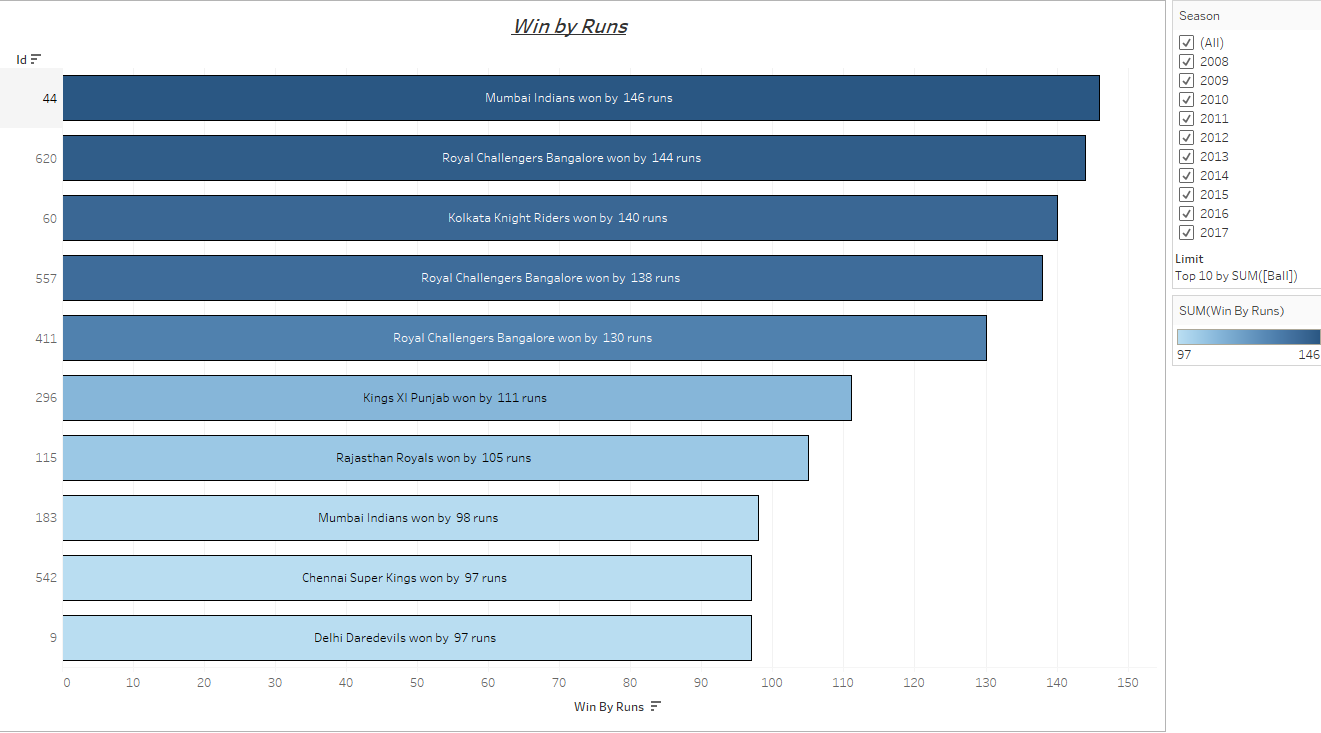 Win by Runs
Id
44 Mumbai Indians won by 146 runs
620 Royal Challengers Bangalore won by 144 runs
60 Kolkata Knight Riders won by 140 runs
557 Royal Challengers Bangalore won by 138 runs
411 Royal Challengers Bangalore won by 130 runs
296 Kings XI Punjab won by 111 runs
115 Rajasthan Royals won by 105 runs
183 Mumbai Indians won by 98 runs
542 Chennai Super Kings won by 97 runs
9 Delhi Daredevils won by 97 runs
0 10 20 30 40 50 60 70 80 90 100 110 120 130 140 150
Win By Runs
Season
(All)
2008
2009
2010
2011
2012
2013
2014
2015
2016
2017
Limit
Top 10 by SUM([Ball])
SUM(Win By Runs)
97 146